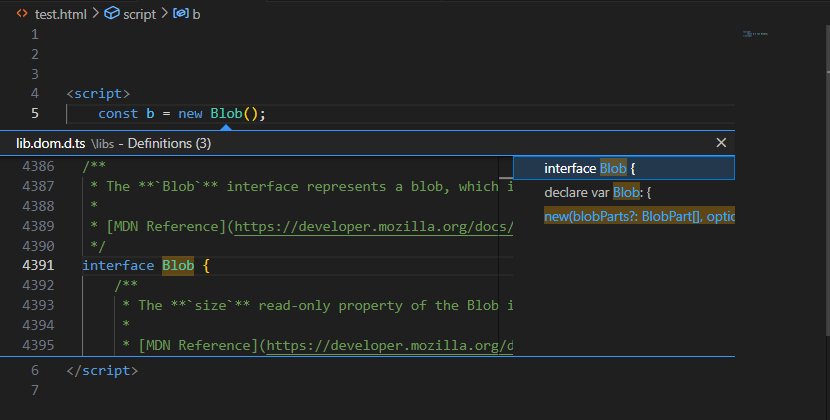 test.html > script > b
1
2
3
4 <script>
5 const b = new Blob();
lib.dom.d.ts \libs - Definitions (3)
4386 /**
4387 * The **`Blob`** interface represents a blob, which i
4388 *
4389 * [MDN Reference](https://developer.mozilla.org/docs/
4390 */
4391 interface Blob {
4392 /**
4393 * The **`size`** read-only property of the Blob i
4394 *
4395 * [MDN Reference](https://developer.mozilla.org/d
interface Blob {
declare var Blob: {
new(blobParts?: BlobPart[], optio
6 </script>
7